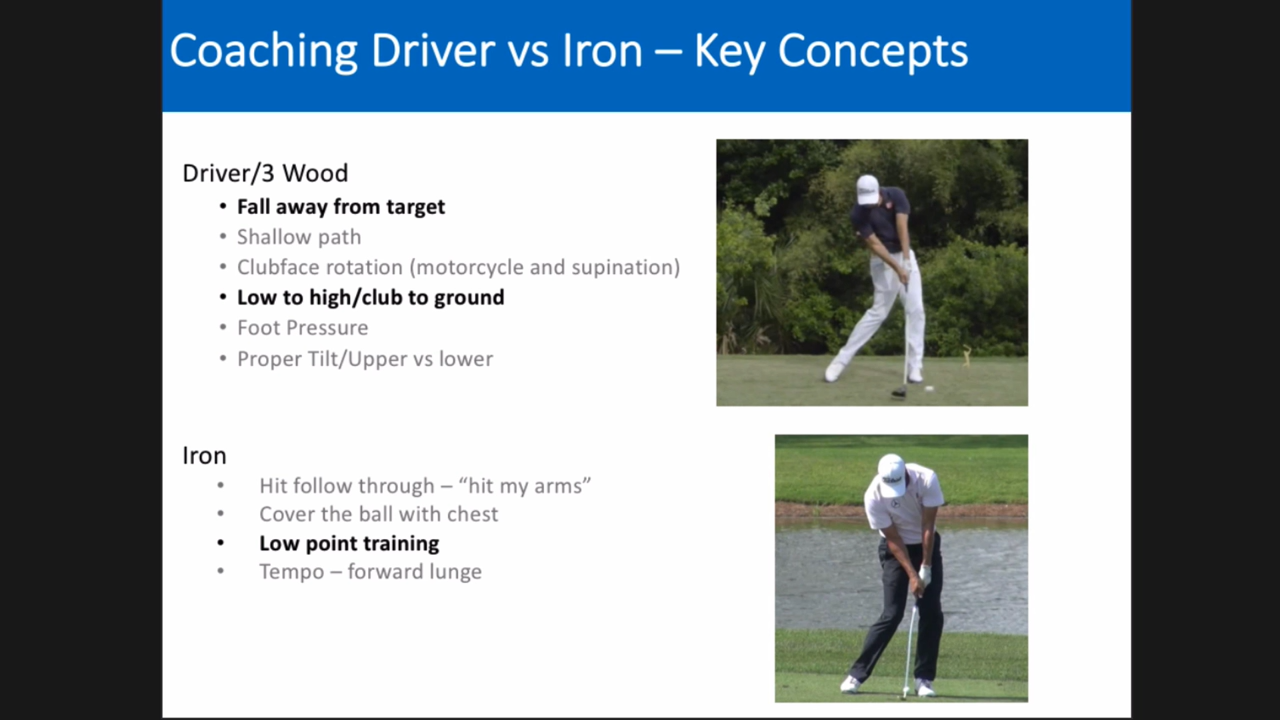 Coaching Driver vs Iron – Key Concepts
Driver/3 Wood
• Fall away from target
• Shallow path
• Clubface rotation (motorcycle and supination)
• Low to high/club to ground
• Foot Pressure
• Proper Tilt/Upper vs lower
Iron
• Hit follow through – “hit my arms”
• Cover the ball with chest
• Low point training
• Tempo – forward lunge